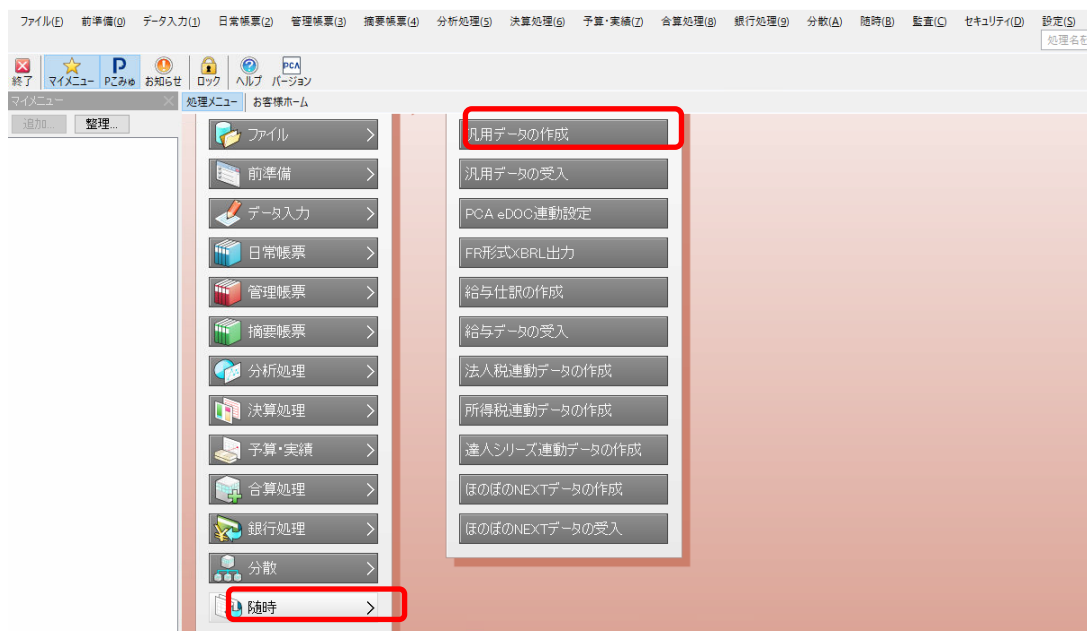 ファイル(F) 前準備(0) データ入力(1) 日常帳票(2) 管理帳票(3) 摘要帳票(4) 分析処理(5) 決算処理(6) 予算・実績(7) 合算処理(8) 銀行処理(9) 分散(A) 随時(B) 監査(C) セキュリティ(D) 設定(S)
処理名を
終了 マイメニュー Pこみゅ お知らせ ロック ヘルプ バージョン
マイメニュー 処理メニュー お客様ホーム
追加... 整理...
ファイル
前準備
データ入力
日常帳票
管理帳票
摘要帳票
分析処理
決算処理
予算・実績
合算処理
銀行処理
分散
随時
汎用データの作成
汎用データの受入
PCA eDOC連動設定
FR形式XBRL出力
給与仕訳の作成
給与データの受入
法人税連動データの作成
所得税連動データの作成
達人シリーズ連動データの作成
ほのぼのNEXTデータの作成
ほのぼのNEXTデータの受入